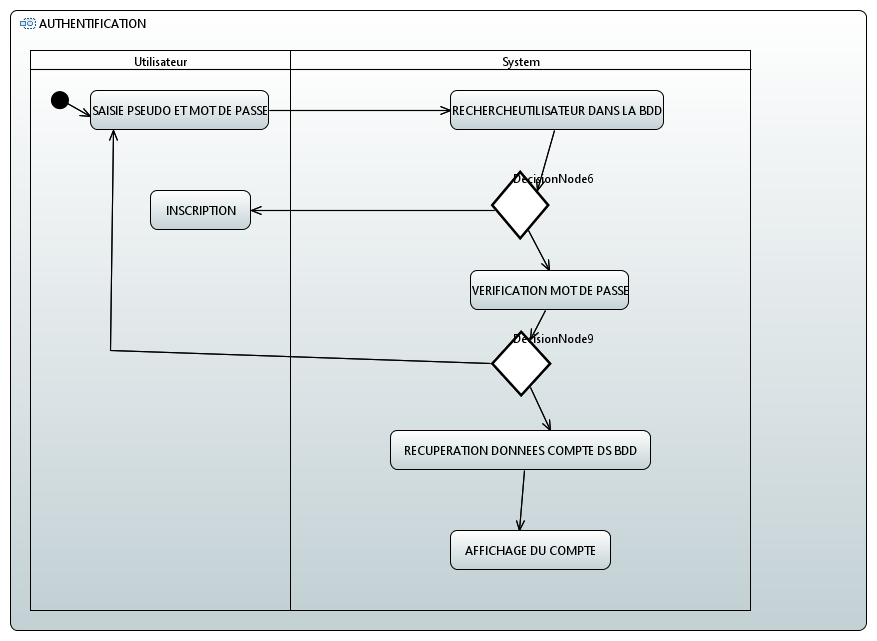 AUTHENTIFICATION
Utilisateur
System
SAISIE PSEUDO ET MOT DE PASSE
RECHERCHEUTILISATEUR DANS LA BDD
DecisionNode6
INSCRIPTION
VERIFICATION MOT DE PASSE
DecisionNode9
RECUPERATION DONNEES COMPTE DS BDD
AFFICHAGE DU COMPTE